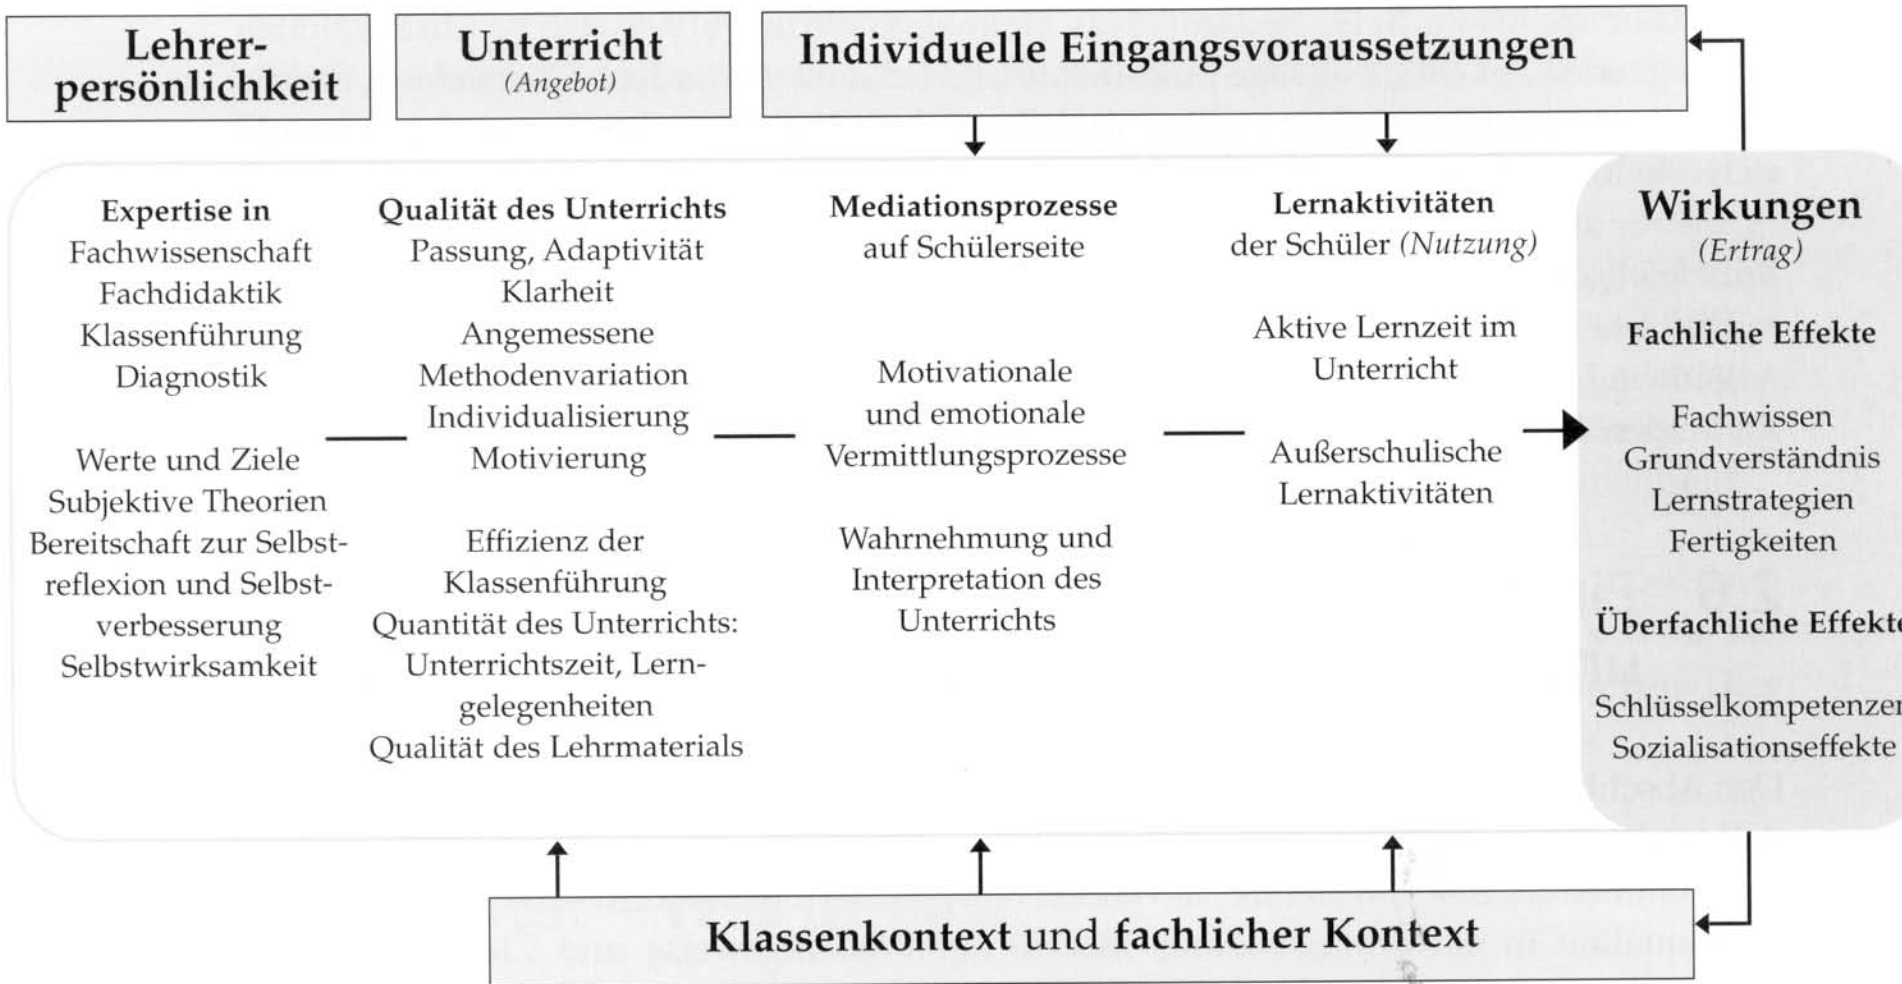 Lehrer-
persönlichkeit
Unterricht
(Angebot)
Individuelle Eingangsvoraussetzungen
Expertise in
Fachwissenschaft
Fachdidaktik
Klassenführung
Diagnostik
Werte und Ziele
Subjektive Theorien
Bereitschaft zur Selbst-
reflexion und Selbst-
verbesserung
Selbstwirksamkeit
Qualität des Unterrichts
Passung, Adaptivität
Klarheit
Angemessene
Methodenvariation
Individualisierung
Motivierung
Effizienz der
Klassenführung
Quantität des Unterrichts:
Unterrichtszeit, Lern-
gelegenheiten
Qualität des Lehrmaterials
Mediationsprozesse
auf Schülerseite
Motivationale
und emotionale
Vermittlungsprozesse
Wahrnehmung und
Interpretation des
Unterrichts
Lernaktivitäten
der Schüler (Nutzung)
Aktive Lernzeit im
Unterricht
Außerschulische
Lernaktivitäten
Wirkungen
(Ertrag)
Fachliche Effekte
Fachwissen
Grundverständnis
Lernstrategien
Fertigkeiten
Überfachliche Effekte
Schlüsselkompetenzen
Sozialisationseffekte
Klassenkontext und fachlicher Kontext